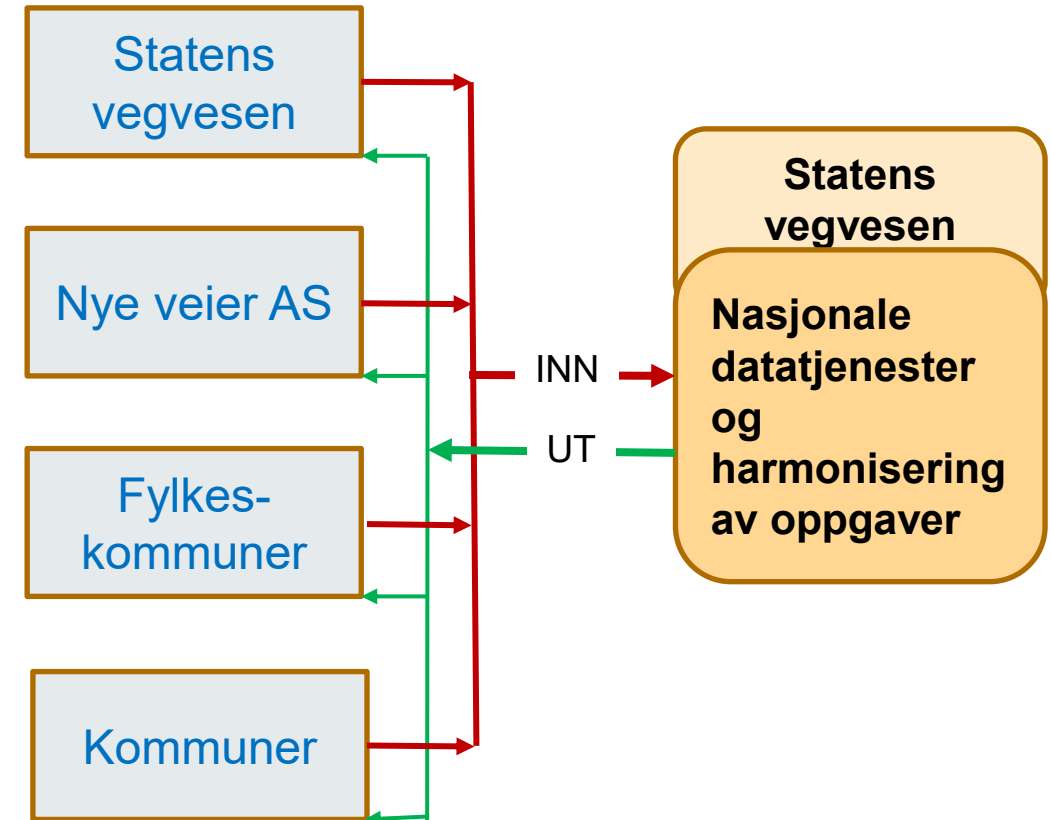 Statens
vegvesen
Nye veier AS
Fylkes-
kommuner
Kommuner
INN
UT
Statens
vegvesen
Nasjonale
datatjenester
og
harmonisering
av oppgaver